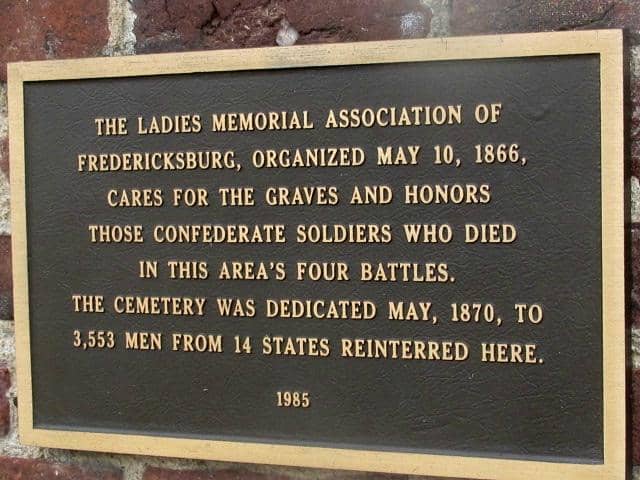 THE LADIES MEMORIAL ASSOCIATION OF
FREDERICKSBURG, ORGANIZED MAY 10, 1866,
CARES FOR THE GRAVES AND HONORS
THOSE CONFEDERATE SOLDIERS WHO DIED
IN THIS AREA'S FOUR BATTLES.
THE CEMETERY WAS DEDICATED MAY, 1870, TO
3,553 MEN FROM 14 STATES REINTERRED HERE.
1985